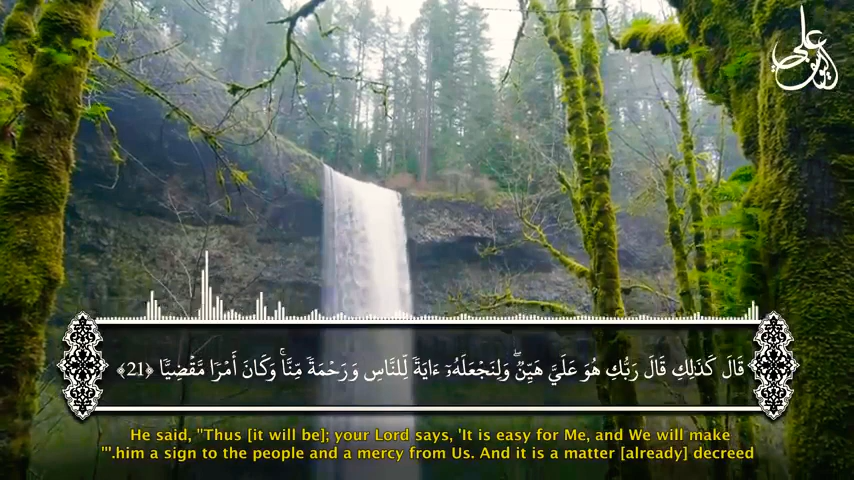 قَالَ كَذَٰلِكِ قَالَ رَبُّكِ هُوَ عَلَيَّ هَيِّنٌۖ وَلِنَجْعَلَهُۥٓ ءَايَةً لِّلنَّاسِ وَرَحْمَةً مِّنَّاۚ وَكَانَ أَمْرًا مَّقْضِيًّا ﴿21﴾
He said, "Thus [it will be]; your Lord says, 'It is easy for Me, and We will make
"'.him a sign to the people and a mercy from Us. And it is a matter [already] decreed